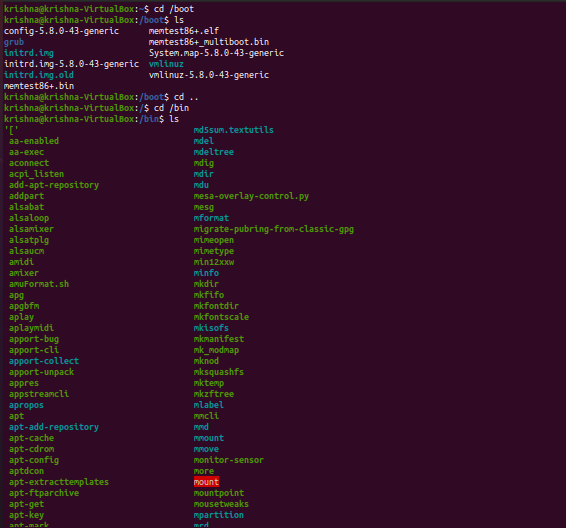 krishna@krishna-VirtualBox:~$ cd /boot
krishna@krishna-VirtualBox:/boot$ ls
config-5.8.0-43-generic memtest86+.elf
grub memtest86+_multiboot.bin
initrd.img System.map-5.8.0-43-generic
initrd.img-5.8.0-43-generic vmlinuz
initrd.img.old vmlinuz-5.8.0-43-generic
memtest86+.bin
krishna@krishna-VirtualBox:/boot$ cd ..
krishna@krishna-VirtualBox:/$ cd /bin
krishna@krishna-VirtualBox:/bin$ ls
'[' md5sum.textutils
aa-enabled mdel
aa-exec mdeltree
aconnect mdig
acpi_listen mdir
add-apt-repository mdu
addpart mesa-overlay-control.py
alsabat mesg
alsaloop mformat
alsamixer migrate-pubring-from-classic-gpg
alsatplg mimeopen
alsaucm mimetype
amidi min12xxw
amixer minfo
amuFormat.sh mkdir
apg mkfifo
apgbfm mkfontdir
aplay mkfontscale
aplaymidi mkisofs
apport-bug mkmanifest
apport-cli mk_modmap
apport-collect mknod
apport-unpack mksquashfs
appres mktemp
appstreamcli mkzftree
apropos mlabel
apt mmcli
apt-add-repository mmd
apt-cache mmount
apt-cdrom mmove
apt-config monitor-sensor
aptdcon more
apt-extracttemplates mount
apt-ftparchive mountpoint
apt-get mousetweaks
apt-key mpartition
apt-mark mrd